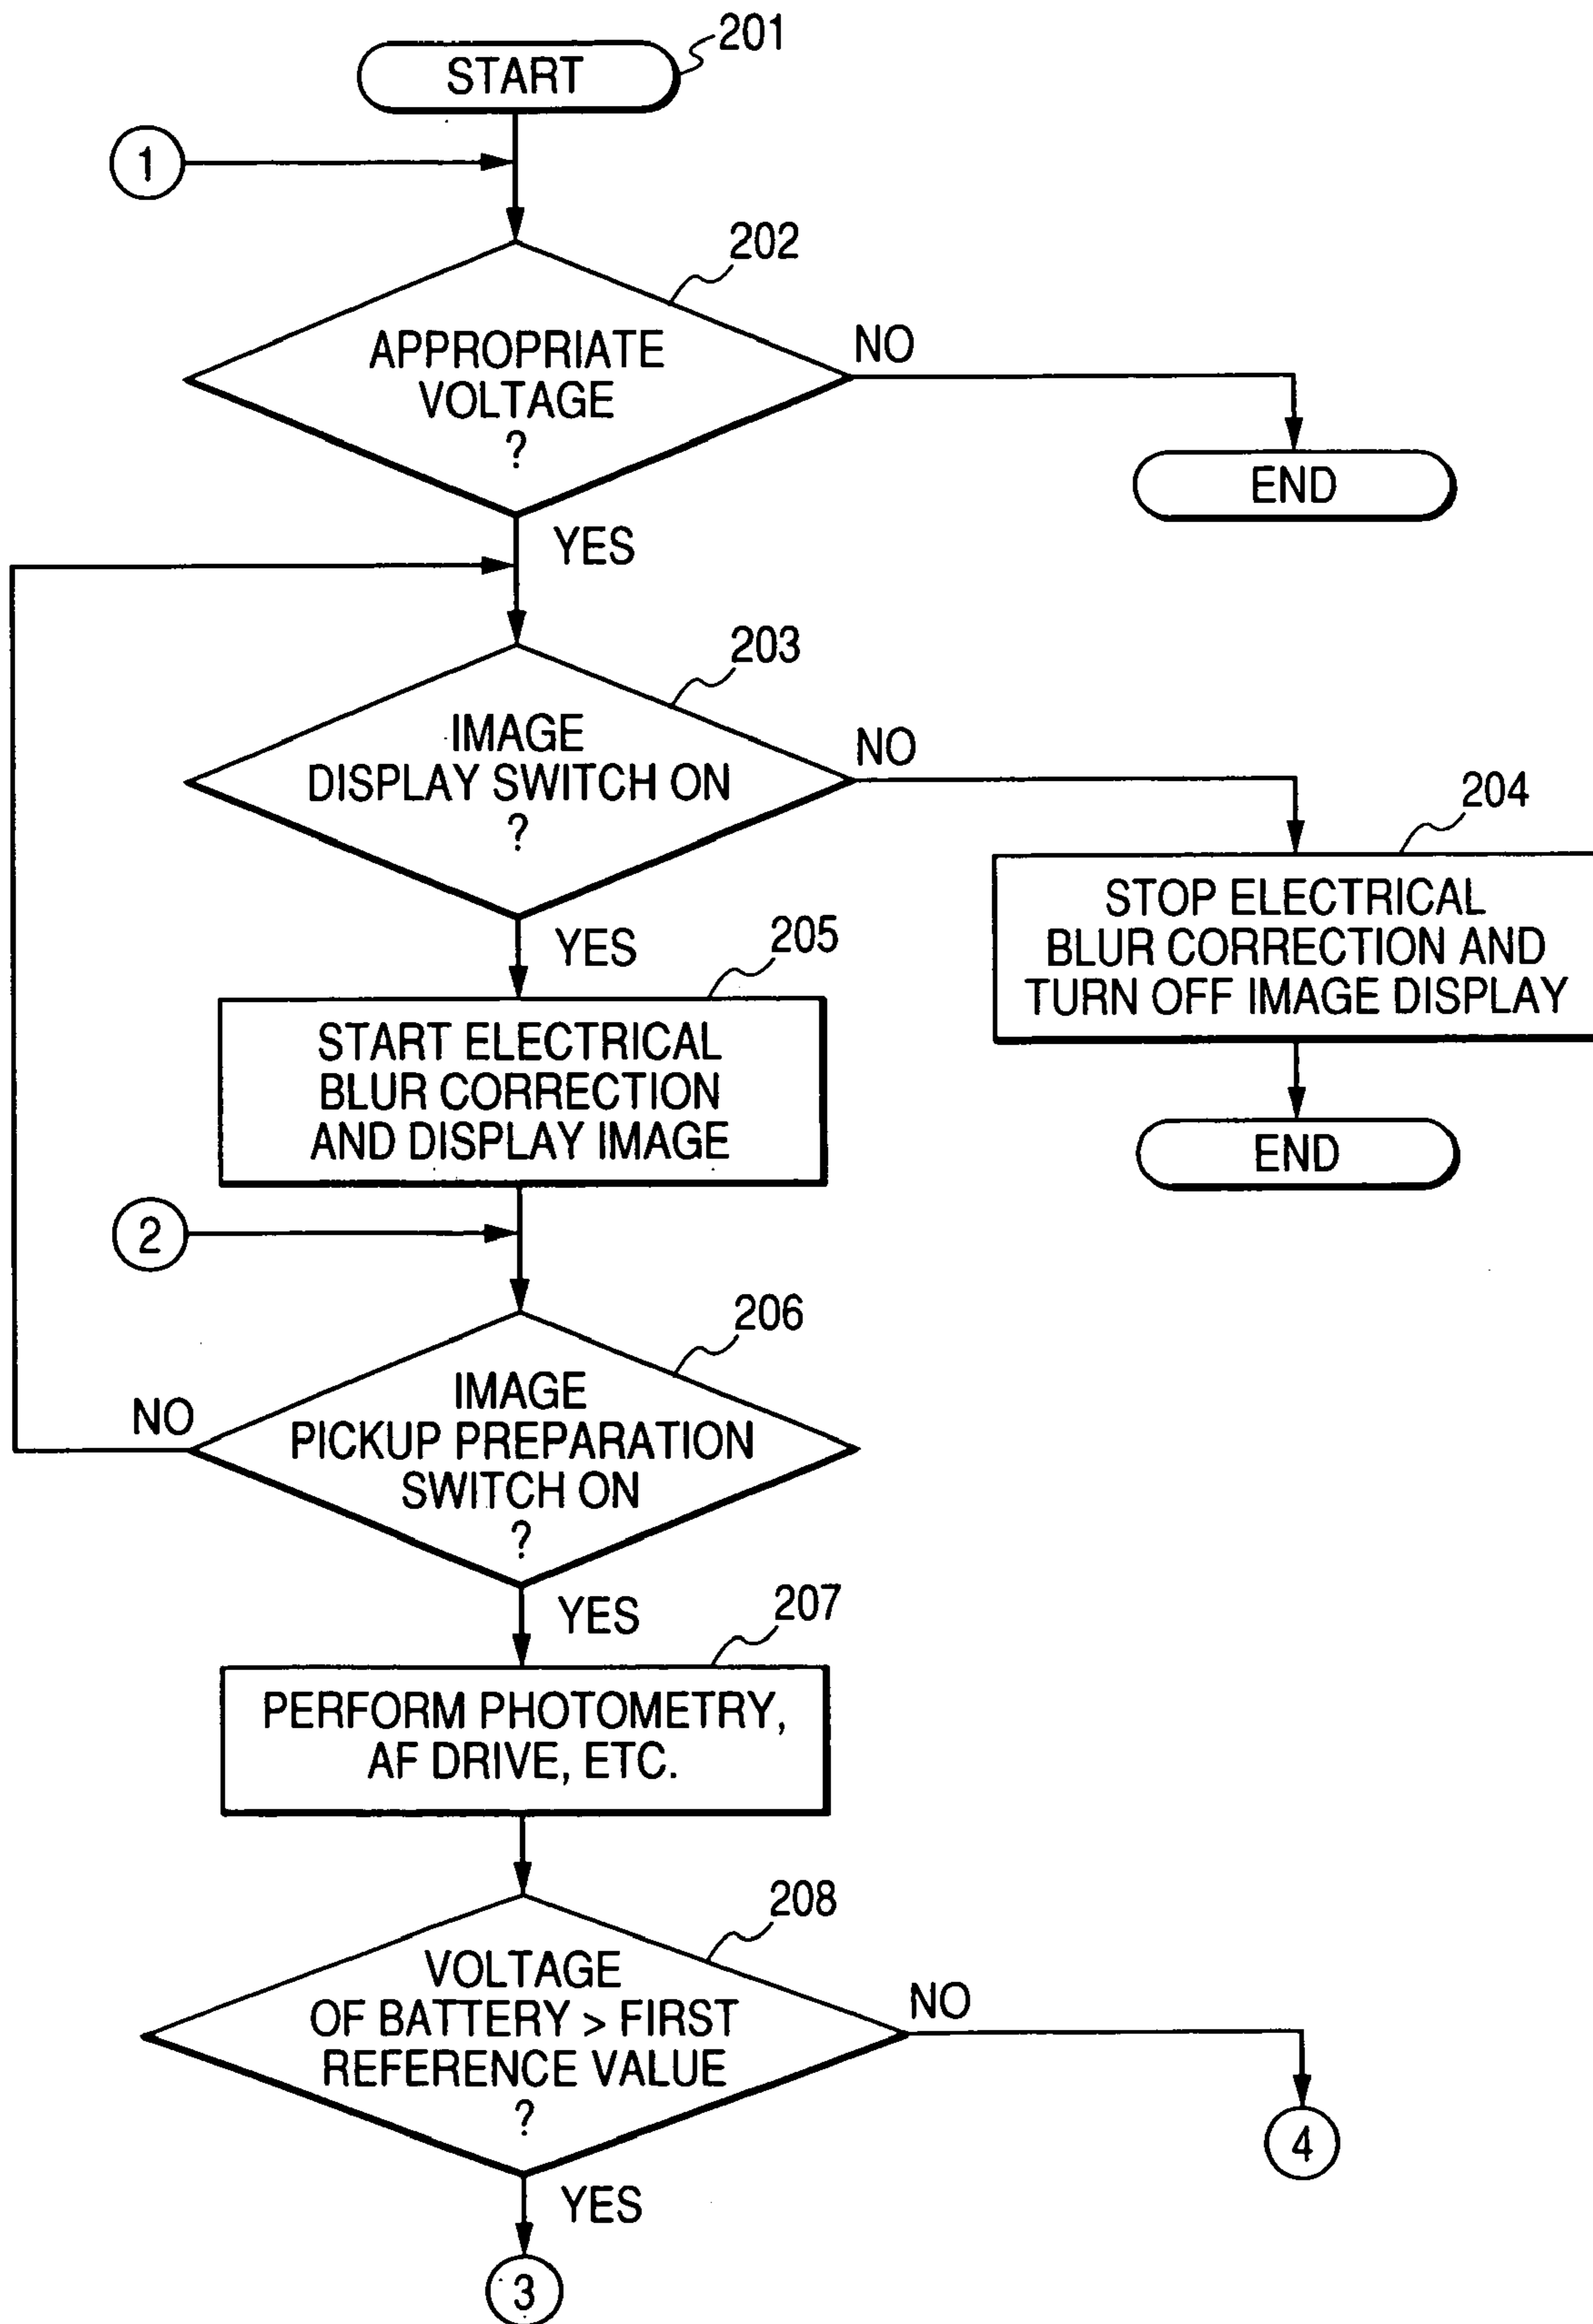 201
START
1
202
APPROPRIATE
VOLTAGE
?
NO
END
YES
203
IMAGE
DISPLAY SWITCH ON
?
NO
204
STOP ELECTRICAL
BLUR CORRECTION AND
TURN OFF IMAGE DISPLAY
END
YES
205
START ELECTRICAL
BLUR CORRECTION
AND DISPLAY IMAGE
2
206
IMAGE
PICKUP PREPARATION
SWITCH ON
?
NO
YES
207
PERFORM PHOTOMETRY,
AF DRIVE, ETC.
208
VOLTAGE
OF BATTERY > FIRST
REFERENCE VALUE
?
NO
4
YES
3